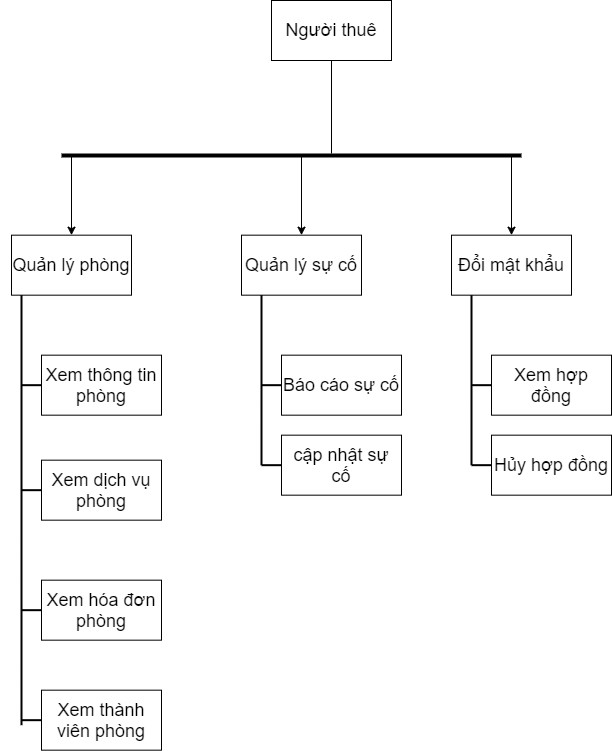 Người thuê
Quản lý phòng
Quản lý sự cố
Đổi mật khẩu
Xem thông tin
phòng
Báo cáo sự cố
Xem hợp
đồng
cập nhật sự
cố
Hủy hợp đồng
Xem dịch vụ
phòng
Xem hóa đơn
phòng
Xem thành
viên phòng